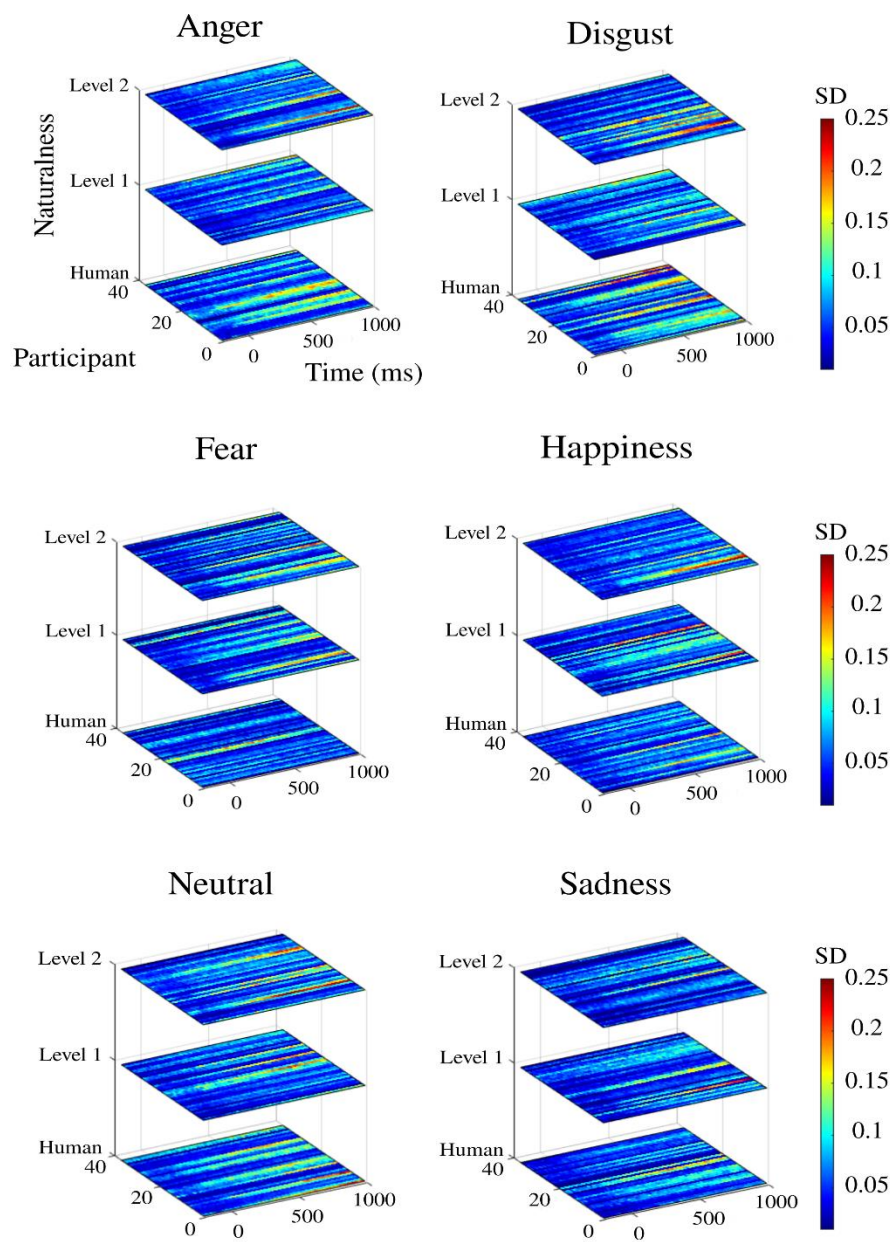 Anger
Disgust
Level 2
Level 1
Human
40
20
0
Naturalness
Participant
0
500
1000
Time (ms)
Level 2
Level 1
Human
40
20
0
0
500
1000
SD
0.25
0.2
0.15
0.1
0.05
Fear
Happiness
Level 2
Level 1
Human
40
20
0
0
500
1000
Level 2
Level 1
Human
40
20
0
0
500
1000
SD
0.25
0.2
0.15
0.1
0.05
Neutral
Sadness
Level 2
Level 1
Human
40
20
0
0
500
1000
Level 2
Level 1
Human
40
20
0
0
500
1000
SD
0.25
0.2
0.15
0.1
0.05